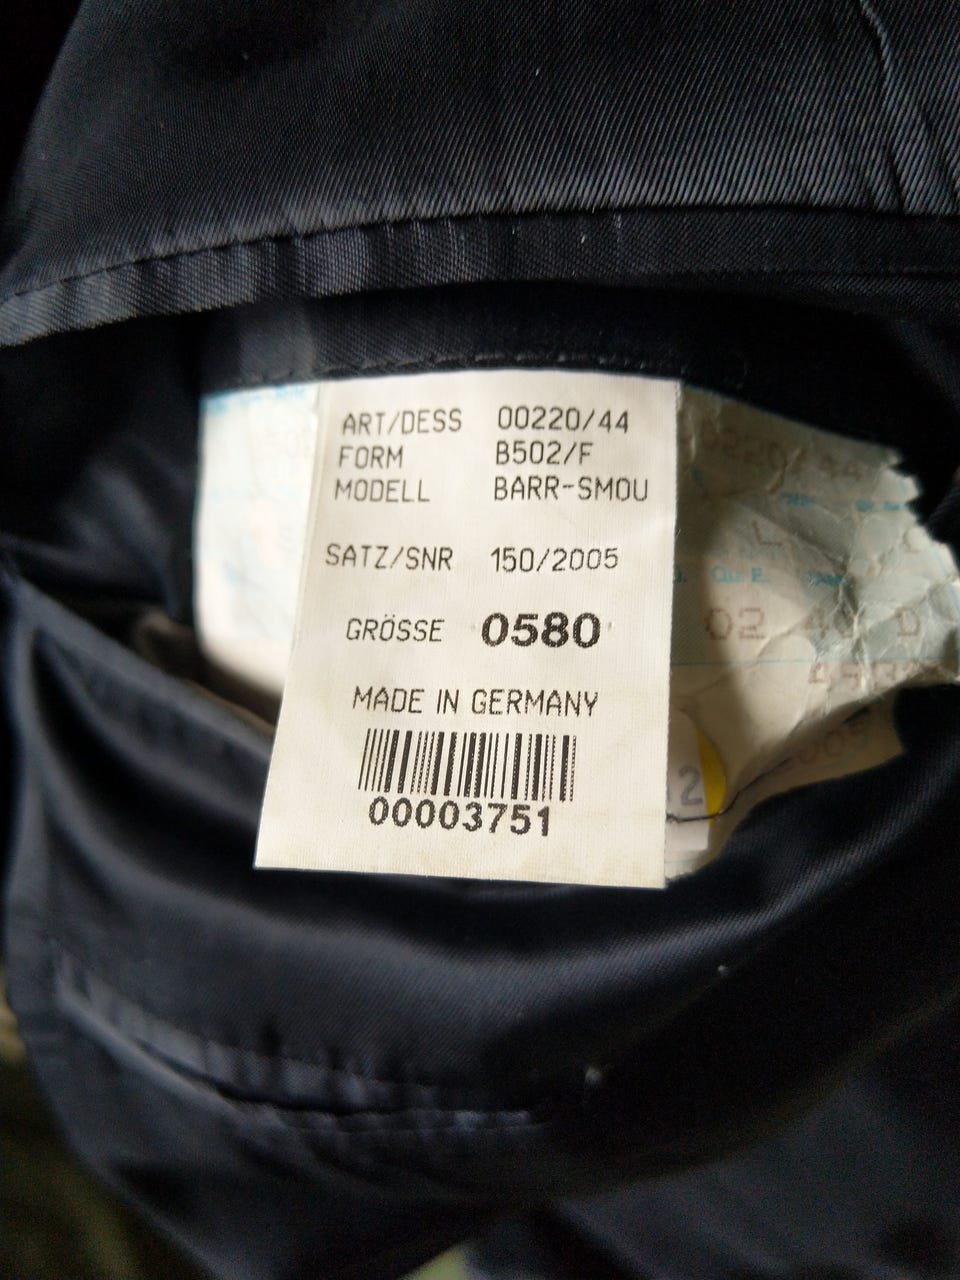 ART/DESS 00220/44
FORM B502/F
MODELL BARR-SMOU
SATZ/SNR 150/2005
GRÖSSE 0580
MADE IN GERMANY
00003751
02